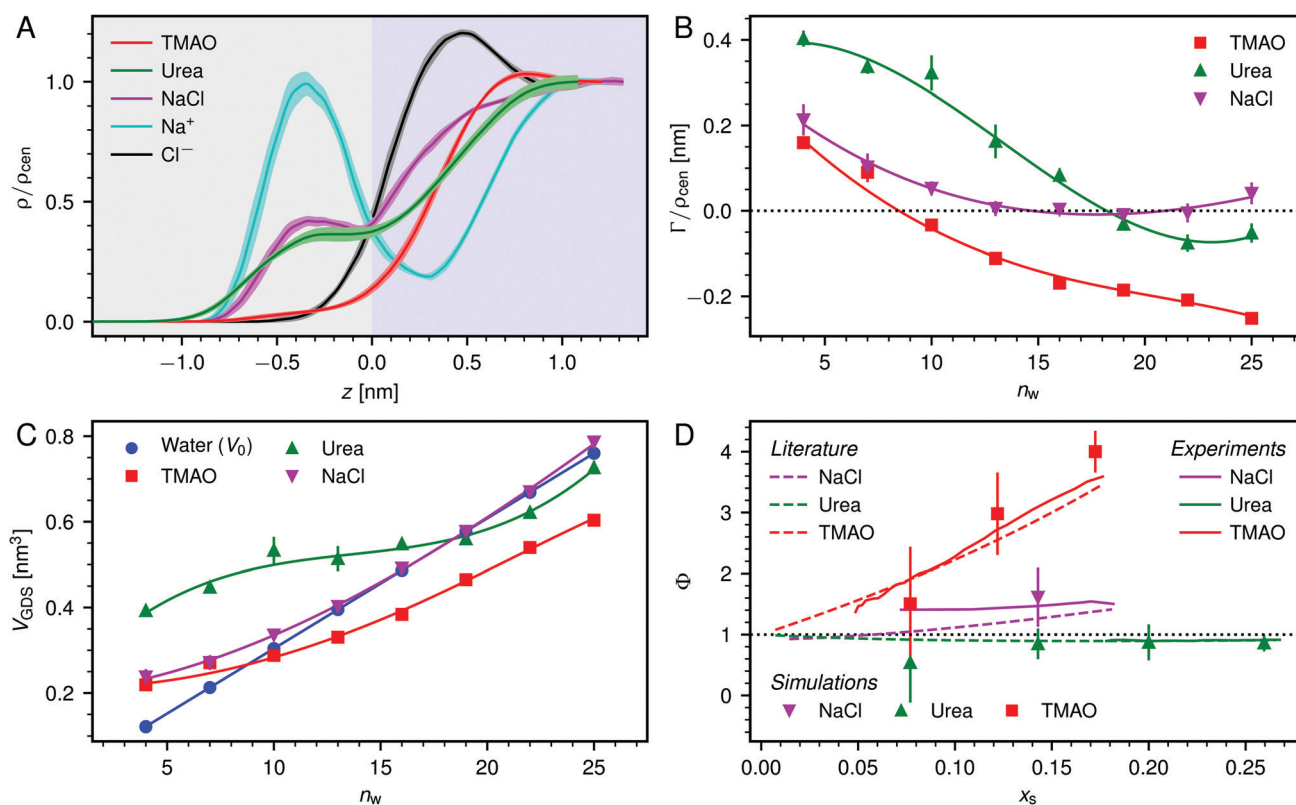 A
TMAO
Urea
NaCl
Na⁺
Cl⁻
ρ/ρcen
1.0
0.5
0.0
−1.0
−0.5
0.0
0.5
1.0
z [nm]
B
TMAO
Urea
NaCl
Γ/ρcen [nm]
0.4
0.2
0.0
−0.2
5
10
15
20
25
nw
C
Water (V0)
TMAO
Urea
NaCl
VGDS [nm³]
0.8
0.6
0.4
0.2
5
10
15
20
25
nw
D
Literature
NaCl
Urea
TMAO
Experiments
NaCl
Urea
TMAO
Simulations
NaCl
Urea
TMAO
Φ
4
3
2
1
0
0.00
0.05
0.10
0.15
0.20
0.25
xs